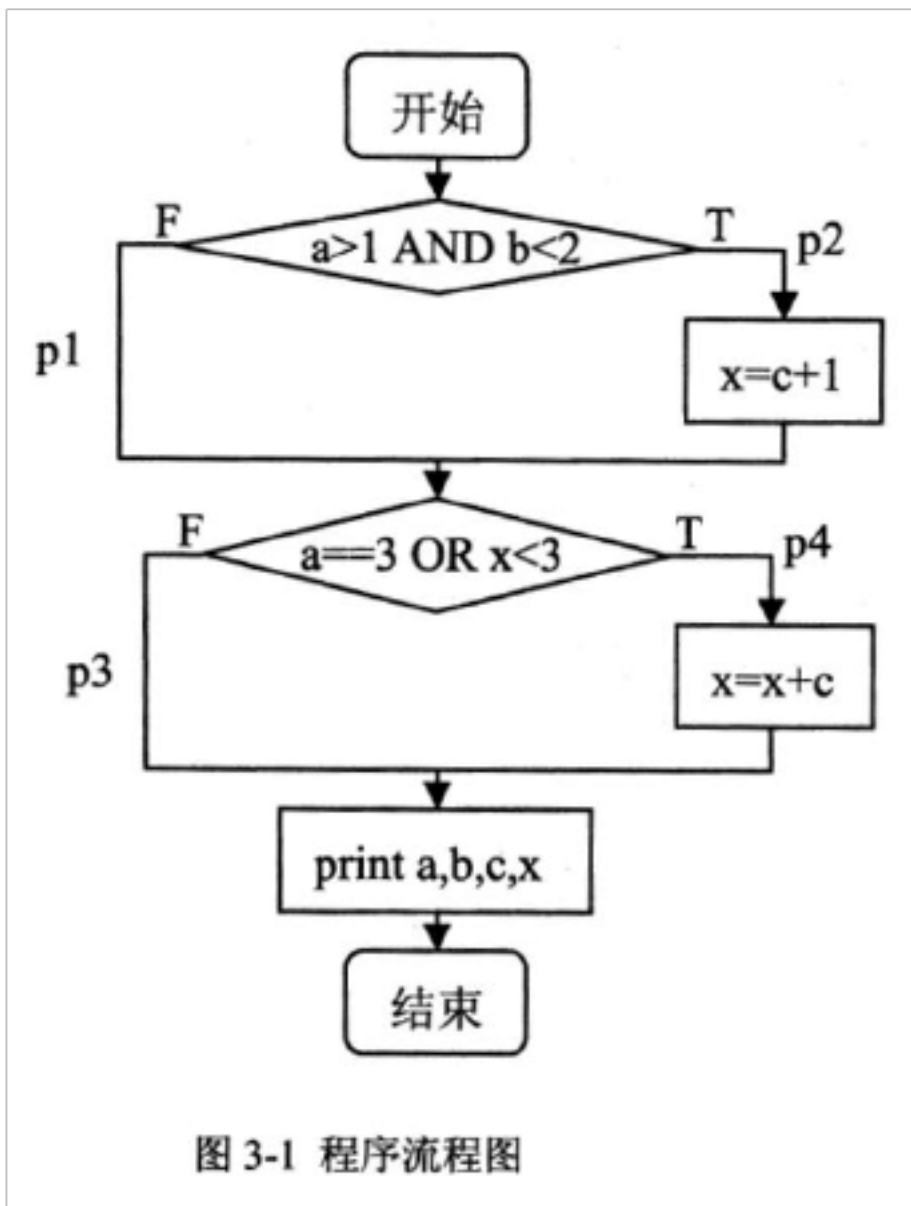 开始
F
T
a>1 AND b<2
p2
p1
x=c+1
F
T
a==3 OR x<3
p4
p3
x=x+c
print a,b,c,x
结束
图 3-1 程序流程图